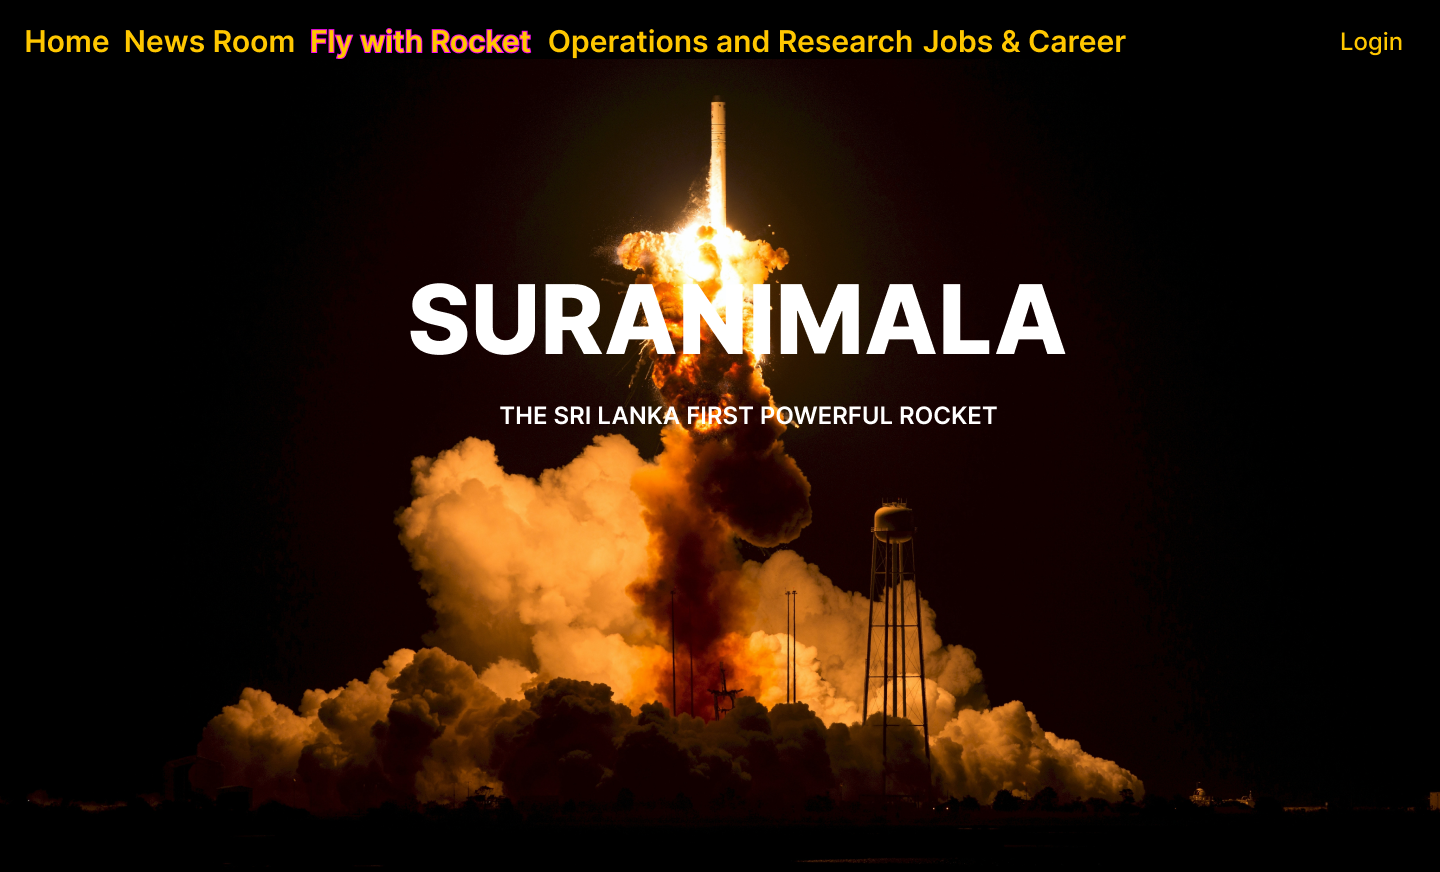 Home News Room Fly with Rocket Operations and Research Jobs & Career Login
SURANIMALA
THE SRI LANKA FIRST POWERFUL ROCKET